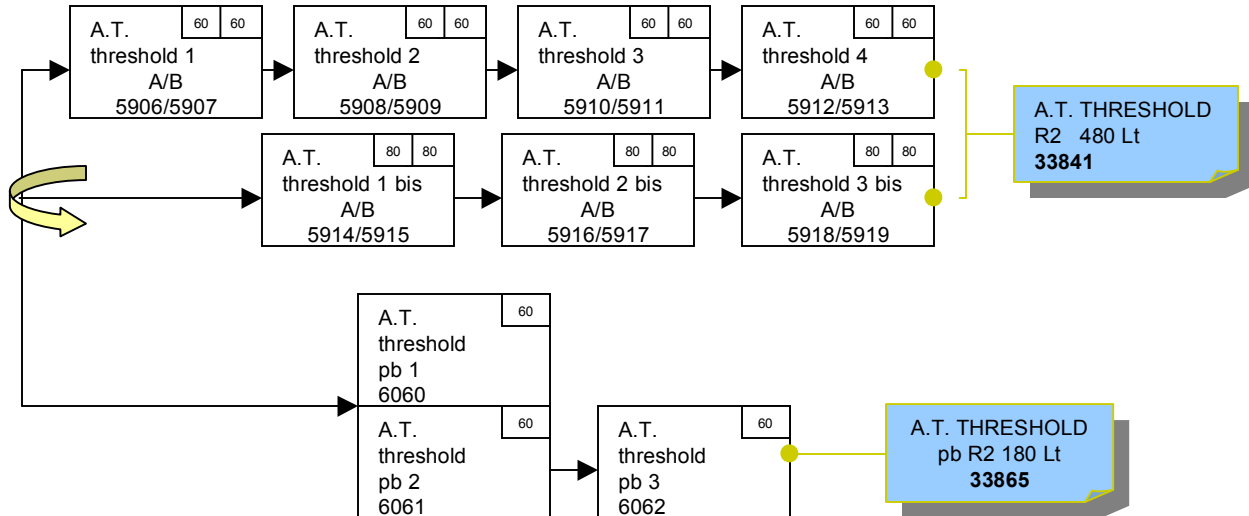 A.T.
60 60
threshold 1
A/B
5906/5907
A.T.
60 60
threshold 2
A/B
5908/5909
A.T.
60 60
threshold 3
A/B
5910/5911
A.T.
60 60
threshold 4
A/B
5912/5913
A.T. THRESHOLD
R2 480 Lt
33841
A.T.
80 80
threshold 1 bis
A/B
5914/5915
A.T.
80 80
threshold 2 bis
A/B
5916/5917
A.T.
80 80
threshold 3 bis
A/B
5918/5919
A.T.
60
threshold
pb 1
6060
A.T.
60
threshold
pb 2
6061
A.T.
60
threshold
pb 3
6062
A.T. THRESHOLD
pb R2 180 Lt
33865